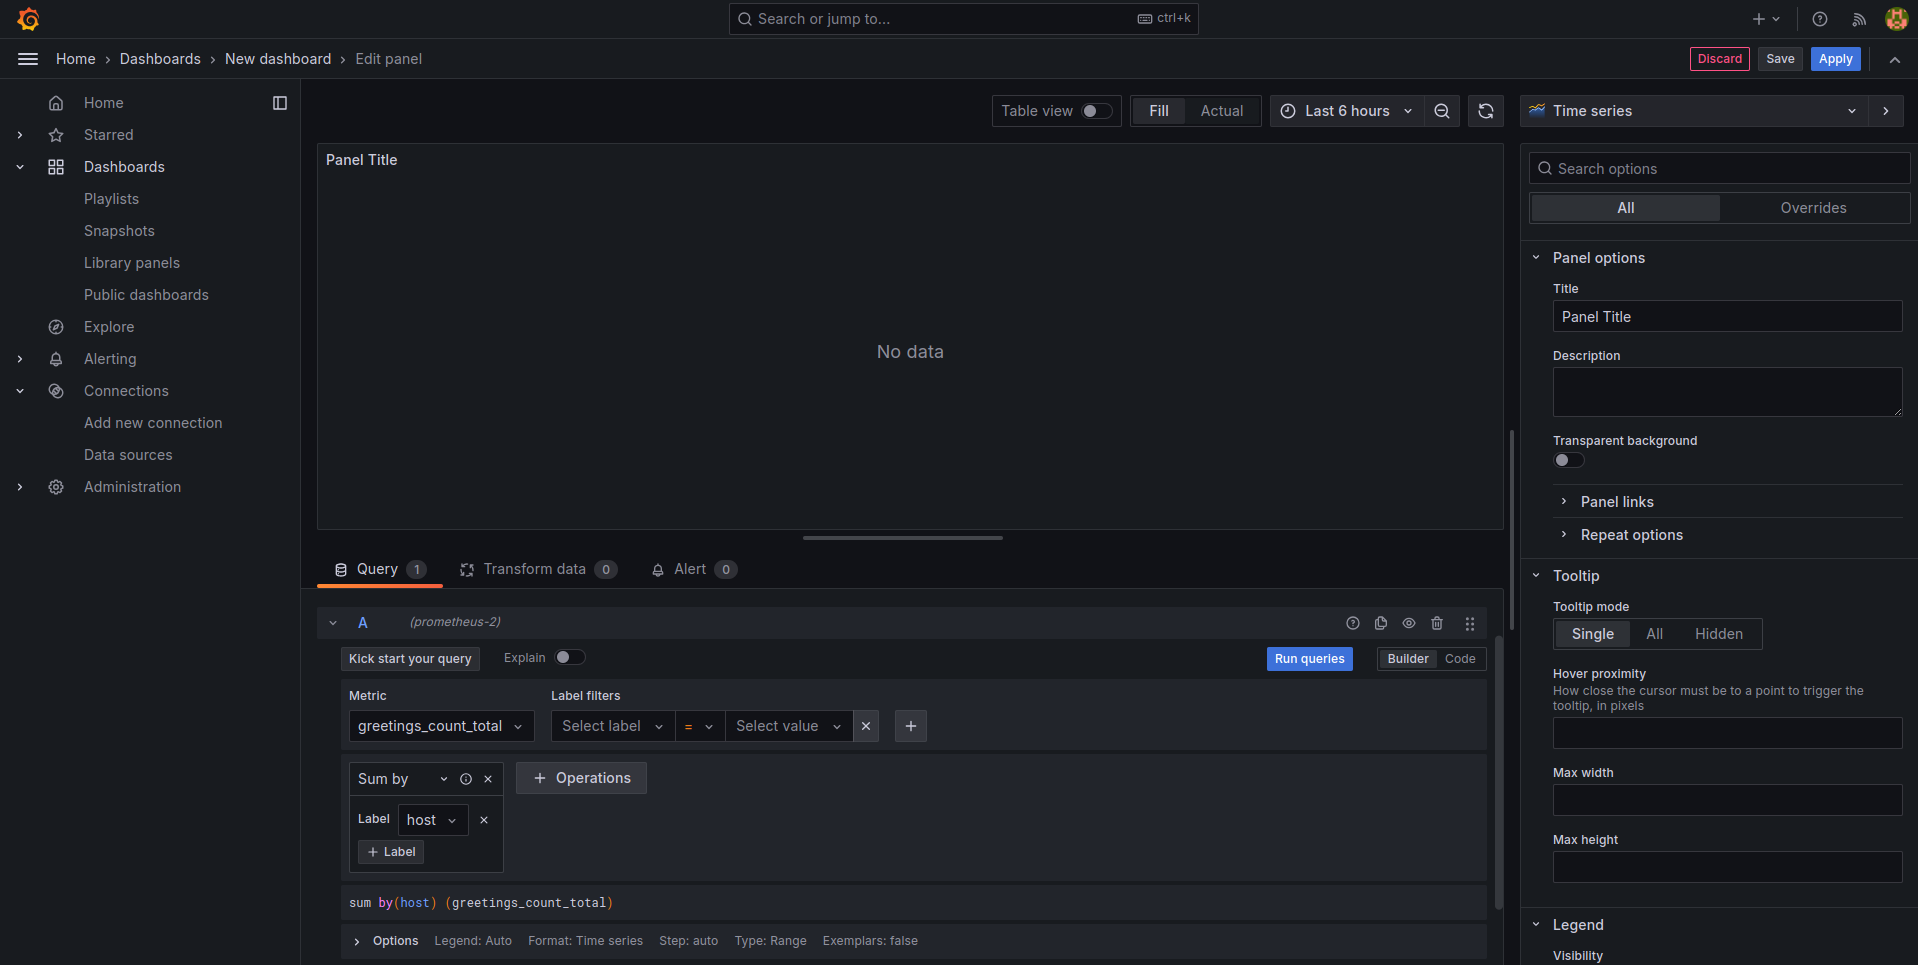 Search or jump to... ctrl+k
Home › Dashboards › New dashboard › Edit panel
Discard Save Apply
Home
Starred
Dashboards
Playlists
Snapshots
Library panels
Public dashboards
Explore
Alerting
Connections
Add new connection
Data sources
Administration
Table view Fill Actual Last 6 hours
Panel Title
No data
Query 1 Transform data 0 Alert 0
A (prometheus-2)
Kick start your query Explain Run queries Builder Code
Metric Label filters
greetings_count_total Select label = Select value
Sum by + Operations
Label host
+ Label
sum by(host) (greetings_count_total)
Options Legend: Auto Format: Time series Step: auto Type: Range Exemplars: false
Time series
Search options
All Overrides
Panel options
Title
Panel Title
Description
Transparent background
Panel links
Repeat options
Tooltip
Tooltip mode
Single All Hidden
Hover proximity
How close the cursor must be to a point to trigger the
tooltip, in pixels
Max width
Max height
Legend
Visibility